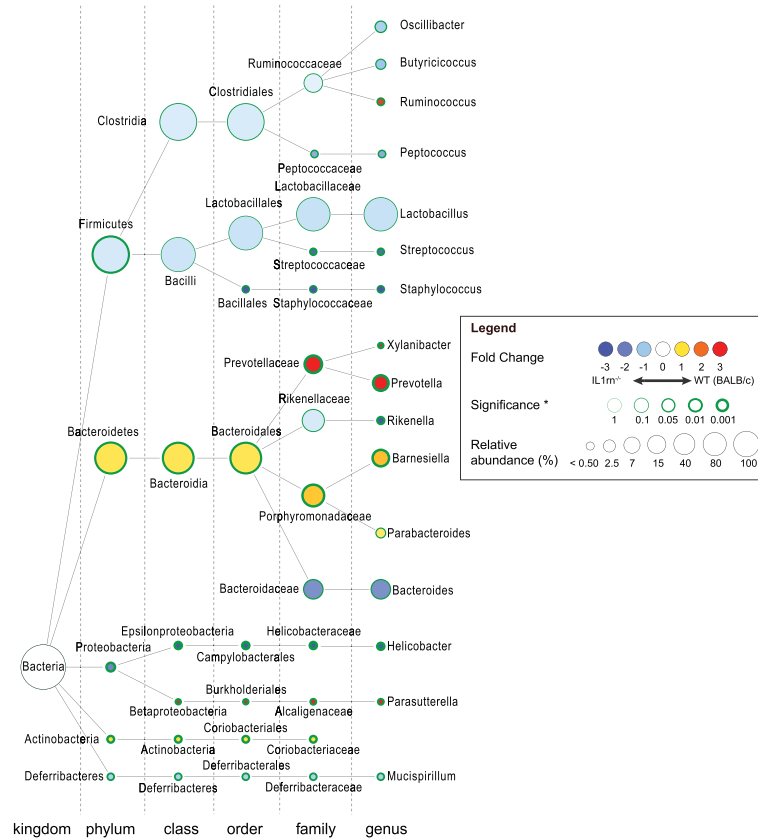 Oscillibacter
Ruminococcaceae
Butyricicoccus
Clostridiales
Ruminococcus
Clostridia
Peptococcus
Peptococcaceae
Lactobacillaceae
Lactobacillales
Lactobacillus
Firmicutes
Streptococcus
Streptococcaceae
Bacilli
Staphylococcus
Bacillales Staphylococcaceae
Xylanibacter
Prevotellaceae
Prevotella
Rikenellaceae
Rikenella
Bacteroidetes
Bacteroidales
Barnesiella
Bacteroidia
Porphyromonadaceae
Parabacteroides
Bacteroidaceae
Bacteroides
Legend
Fold Change
-3 -2 -1 0 1 2 3
IL1rn-/- WT (BALB/c)
Significance *
1 0.1 0.05 0.01 0.001
Relative
abundance (%)
< 0.50 2.5 7 15 40 80 100
Epsilonproteobacteria Helicobacteraceae
Proteobacteria
Helicobacter
Campylobacterales
Bacteria
Burkholderiales
Parasutterella
Betaproteobacteria Alcaligenaceae
Coriobacteriales
Actinobacteria
Actinobacteria Coriobacteriaceae
Deferribacterales
Deferribacteres
Mucispirillum
Deferribacteres Deferribacteraceae
kingdom phylum class order family genus